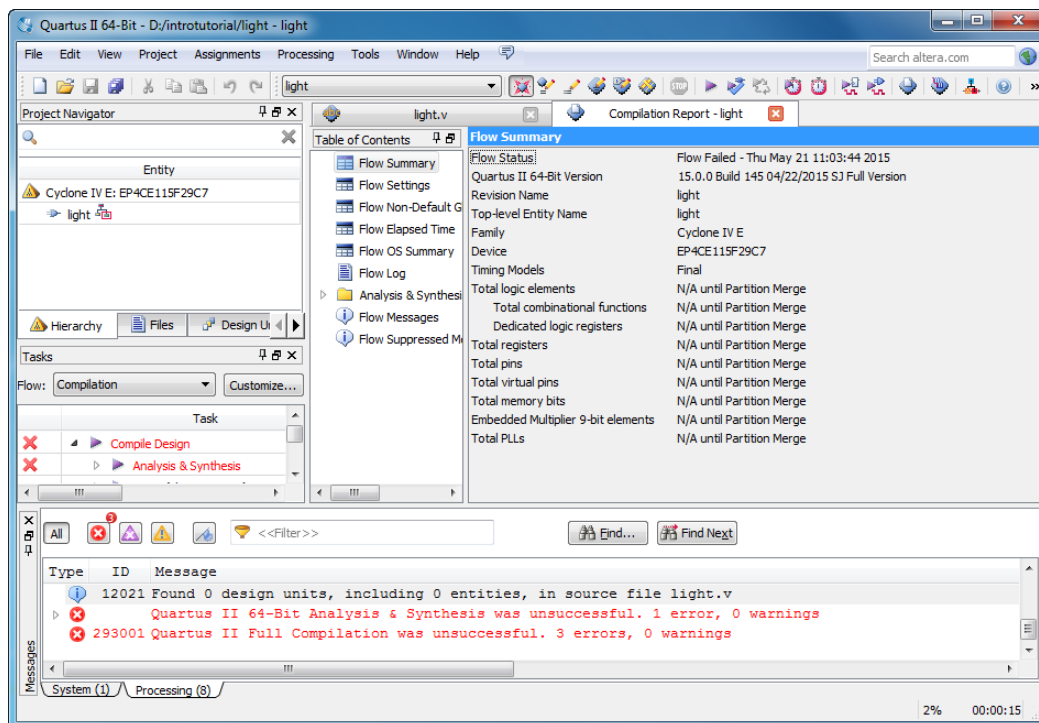 Quartus II 64-Bit - D:/introtutorial/light - light
File Edit View Project Assignments Processing Tools Window Help
Search altera.com
light
Project Navigator
Entity
Cyclone IV E: EP4CE115F29C7
light
Hierarchy Files Design Ui
Tasks
Flow: Compilation Customize...
Task
Compile Design
Analysis & Synthesis
light.v
Compilation Report - light
Table of Contents
Flow Summary
Flow Settings
Flow Non-Default G
Flow Elapsed Time
Flow OS Summary
Flow Log
Analysis & Synthesi
Flow Messages
Flow Suppressed Me
Flow Summary
Flow Status Flow Failed - Thu May 21 11:03:44 2015
Quartus II 64-Bit Version 15.0.0 Build 145 04/22/2015 SJ Full Version
Revision Name light
Top-level Entity Name light
Family Cyclone IV E
Device EP4CE115F29C7
Timing Models Final
Total logic elements N/A until Partition Merge
Total combinational functions N/A until Partition Merge
Dedicated logic registers N/A until Partition Merge
Total registers N/A until Partition Merge
Total pins N/A until Partition Merge
Total virtual pins N/A until Partition Merge
Total memory bits N/A until Partition Merge
Embedded Multiplier 9-bit elements N/A until Partition Merge
Total PLLs N/A until Partition Merge
All 3 <<Filter>> Find... Find Next
Type ID Message
12021 Found 0 design units, including 0 entities, in source file light.v
Quartus II 64-Bit Analysis & Synthesis was unsuccessful. 1 error, 0 warnings
293001 Quartus II Full Compilation was unsuccessful. 3 errors, 0 warnings
Messages
System (1) Processing (8)
2% 00:00:15